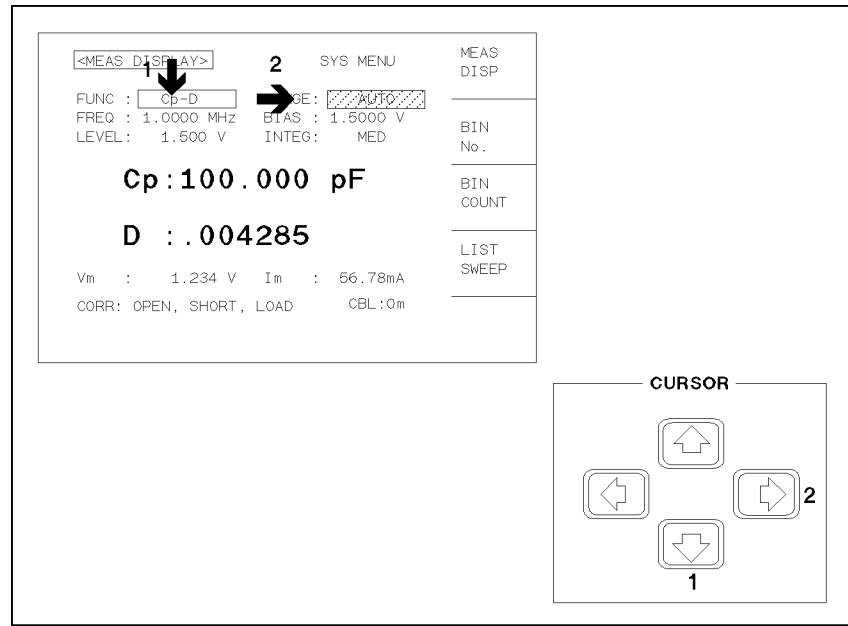 <MEAS DISPLAY> SYS MENU
1 2
FUNC : Cp-D GE: AUTO
FREQ : 1.0000 MHz BIAS : 1.5000 V
LEVEL: 1.500 V INTEG: MED
Cp:100.000 pF
D :.004285
Vm : 1.234 V Im : 56.78mA
CORR: OPEN, SHORT, LOAD CBL:0m
MEAS
DISP
BIN
No.
BIN
COUNT
LIST
SWEEP
CURSOR
2
1